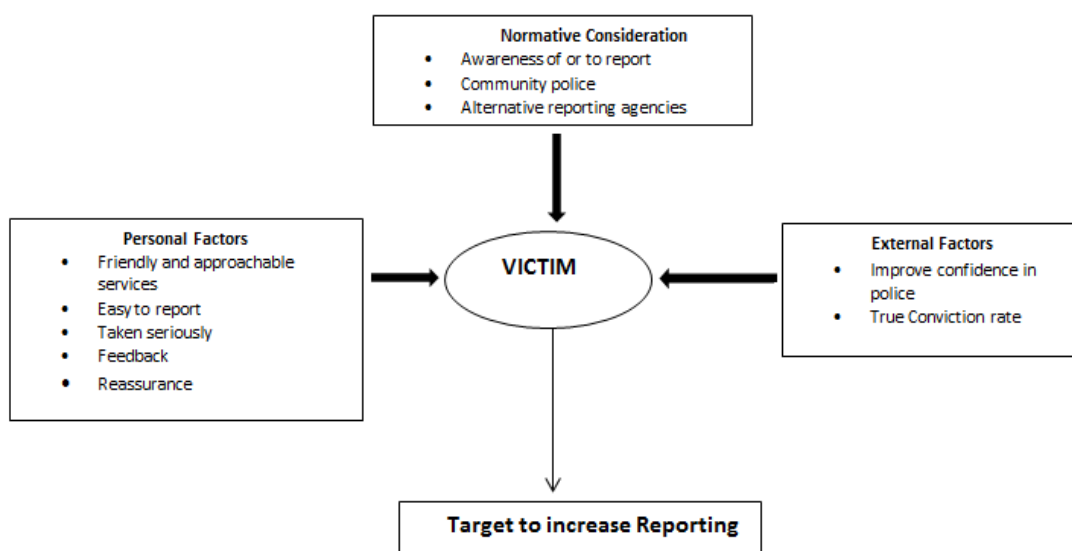 Normative Consideration
• Awareness of or to report
• Community police
• Alternative reporting agencies
Personal Factors
• Friendly and approachable
services
• Easy to report
• Taken seriously
• Feedback
• Reassurance
VICTIM
External Factors
• Improve confidence in
police
• True Conviction rate
Target to increase Reporting